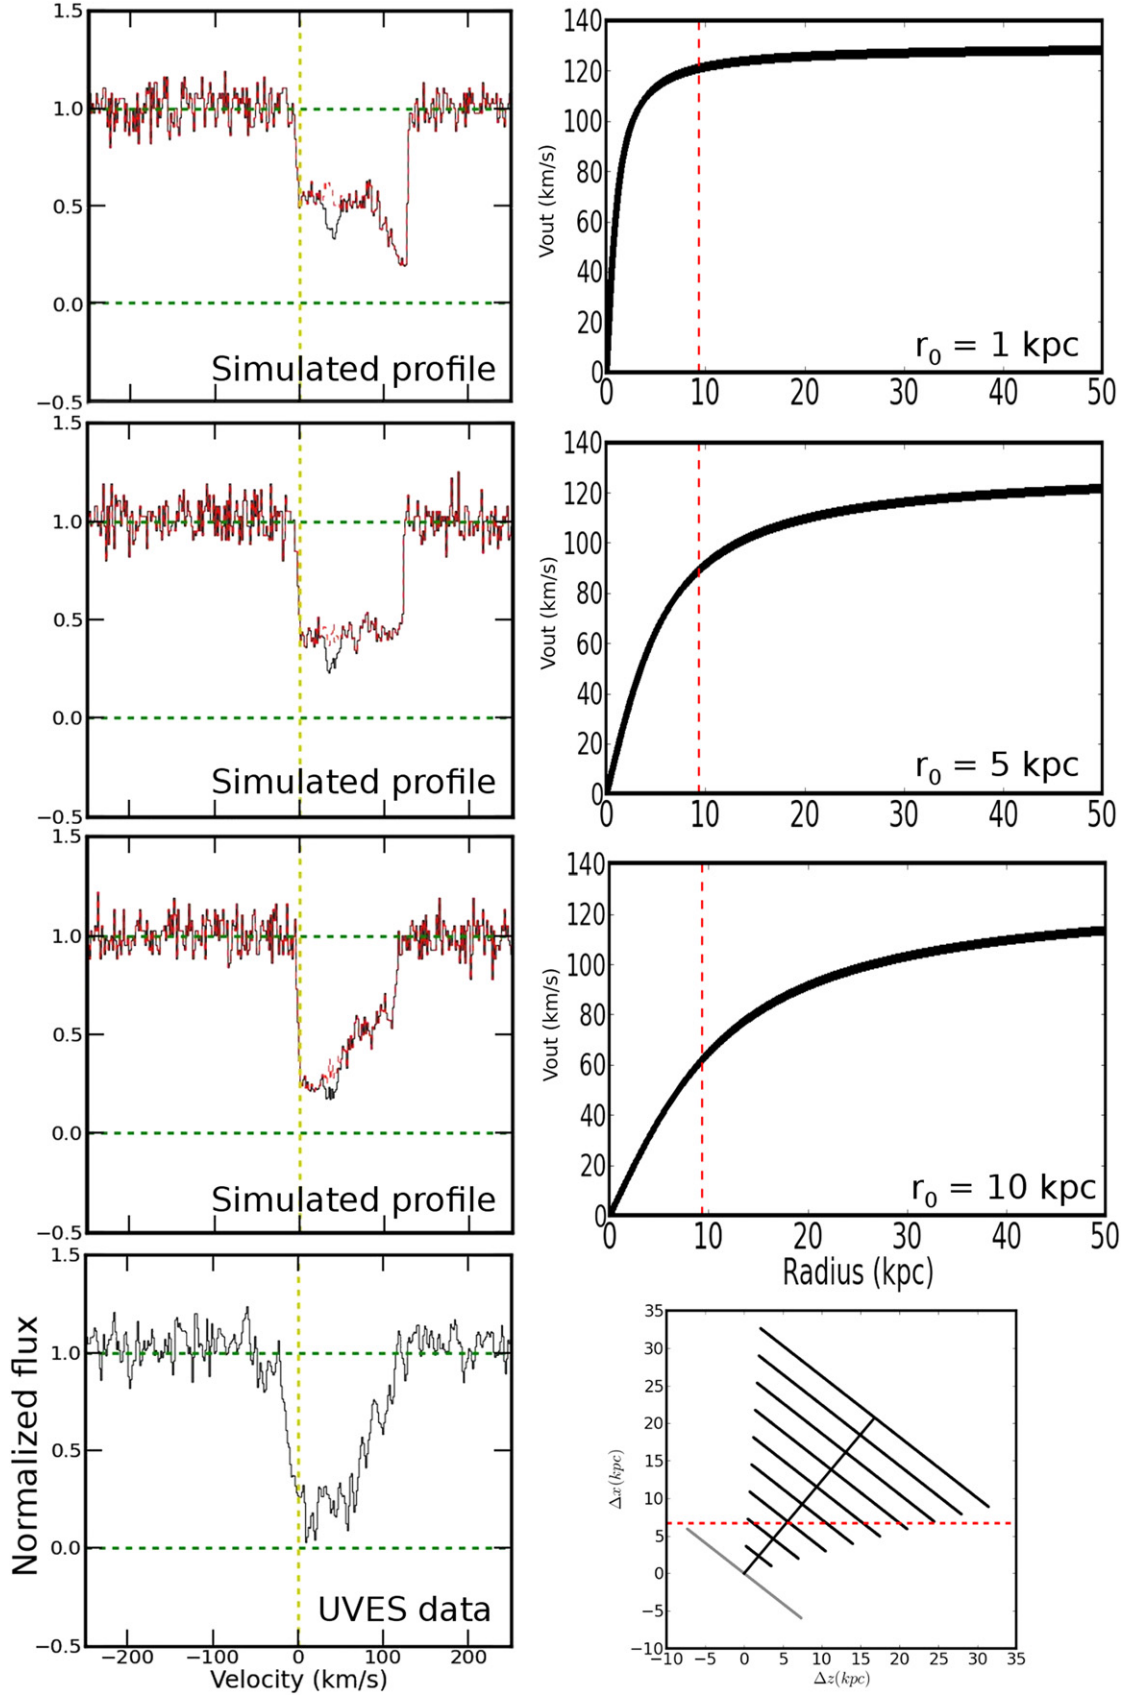 1.5
1.0
0.5
0.0
−0.5
Simulated profile
140
120
100
80
60
40
20
0
Vout (km/s)
r0 = 1 kpc
0 10 20 30 40 50
1.5
1.0
0.5
0.0
−0.5
Simulated profile
140
120
100
80
60
40
20
0
Vout (km/s)
r0 = 5 kpc
0 10 20 30 40 50
1.5
1.0
0.5
0.0
−0.5
Simulated profile
140
120
100
80
60
40
20
0
Vout (km/s)
r0 = 10 kpc
0 10 20 30 40 50
Radius (kpc)
Normalized flux
1.5
1.0
0.5
0.0
−0.5
UVES data
−200 −100 0 100 200
Velocity (km/s)
35
30
25
20
15
10
5
0
−5
−10
Δx(kpc)
−10 −5 0 5 10 15 20 25 30 35
Δz(kpc)